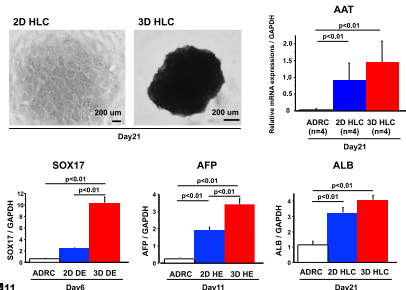 2D HLC
3D HLC
200 um
200 um
Day21
AAT
Relative mRNA expressions / GAPDH
2.0
1.5
1.0
0.5
0
p<0.01
p<0.01
ADRC
(n=4)
2D HLC
(n=4)
3D HLC
(n=4)
Day21
SOX17
SOX17 / GAPDH
12
10
8
6
4
2
0
p<0.01
p<0.01
ADRC 2D DE 3D DE
Day6
AFP
AFP / GAPDH
4
3
2
1
0
p<0.01
p<0.01
p<0.01
ADRC 2D HE 3D HE
Day11
ALB
ALB / GAPDH
4
3
2
1
0
p<0.01
p<0.01
ADRC 2D HLC 3D HLC
Day21